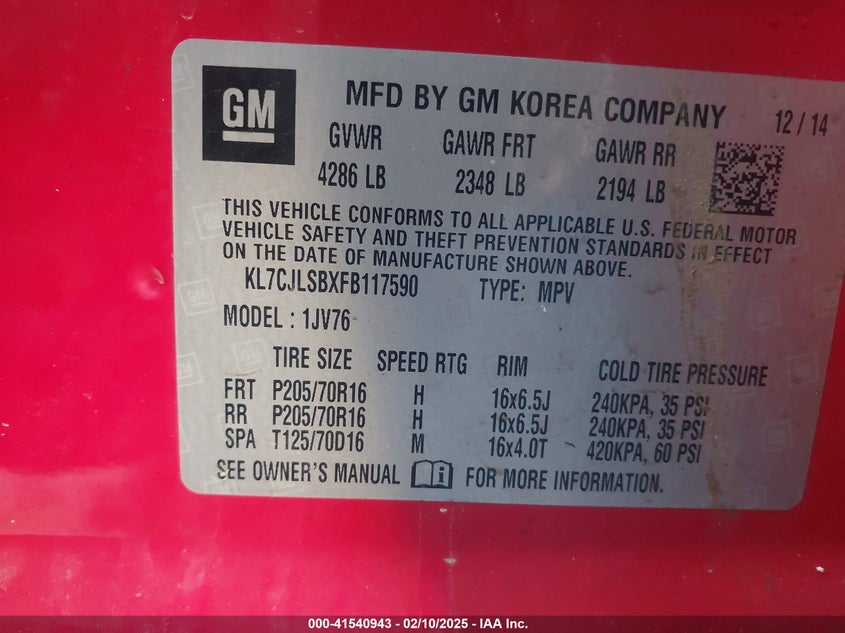 GM
MFD BY GM KOREA COMPANY 12 / 14
GVWR GAWR FRT GAWR RR
4286 LB 2348 LB 2194 LB
THIS VEHICLE CONFORMS TO ALL APPLICABLE U.S. FEDERAL MOTOR
VEHICLE SAFETY AND THEFT PREVENTION STANDARDS IN EFFECT
ON THE DATE OF MANUFACTURE SHOWN ABOVE.
KL7CJLSBXFB117590 TYPE: MPV
MODEL : 1JV76
TIRE SIZE SPEED RTG RIM COLD TIRE PRESSURE
FRT P205/70R16 H 16x6.5J 240KPA, 35 PSI
RR P205/70R16 H 16x6.5J 240KPA, 35 PSI
SPA T125/70D16 M 16x4.0T 420KPA, 60 PSI
SEE OWNER'S MANUAL FOR MORE INFORMATION.
000-41540943 - 02/10/2025 - IAA Inc.